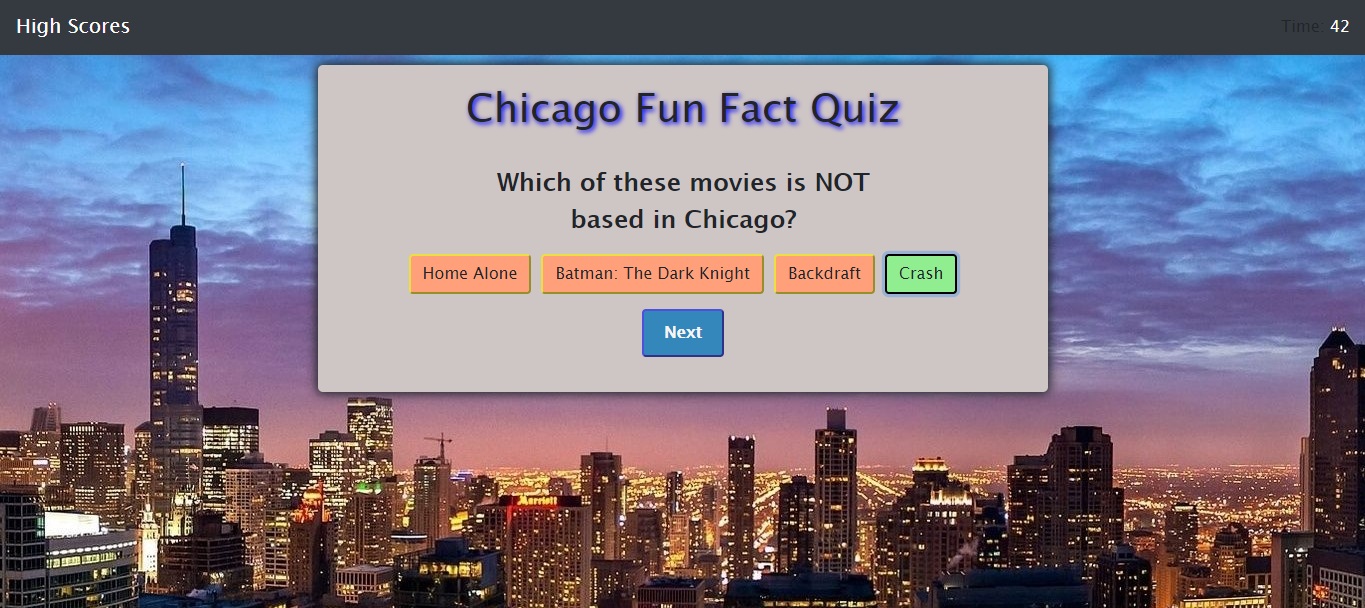 High Scores
Time: 42
Chicago Fun Fact Quiz
Which of these movies is NOT
based in Chicago?
Home Alone
Batman: The Dark Knight
Backdraft
Crash
Next